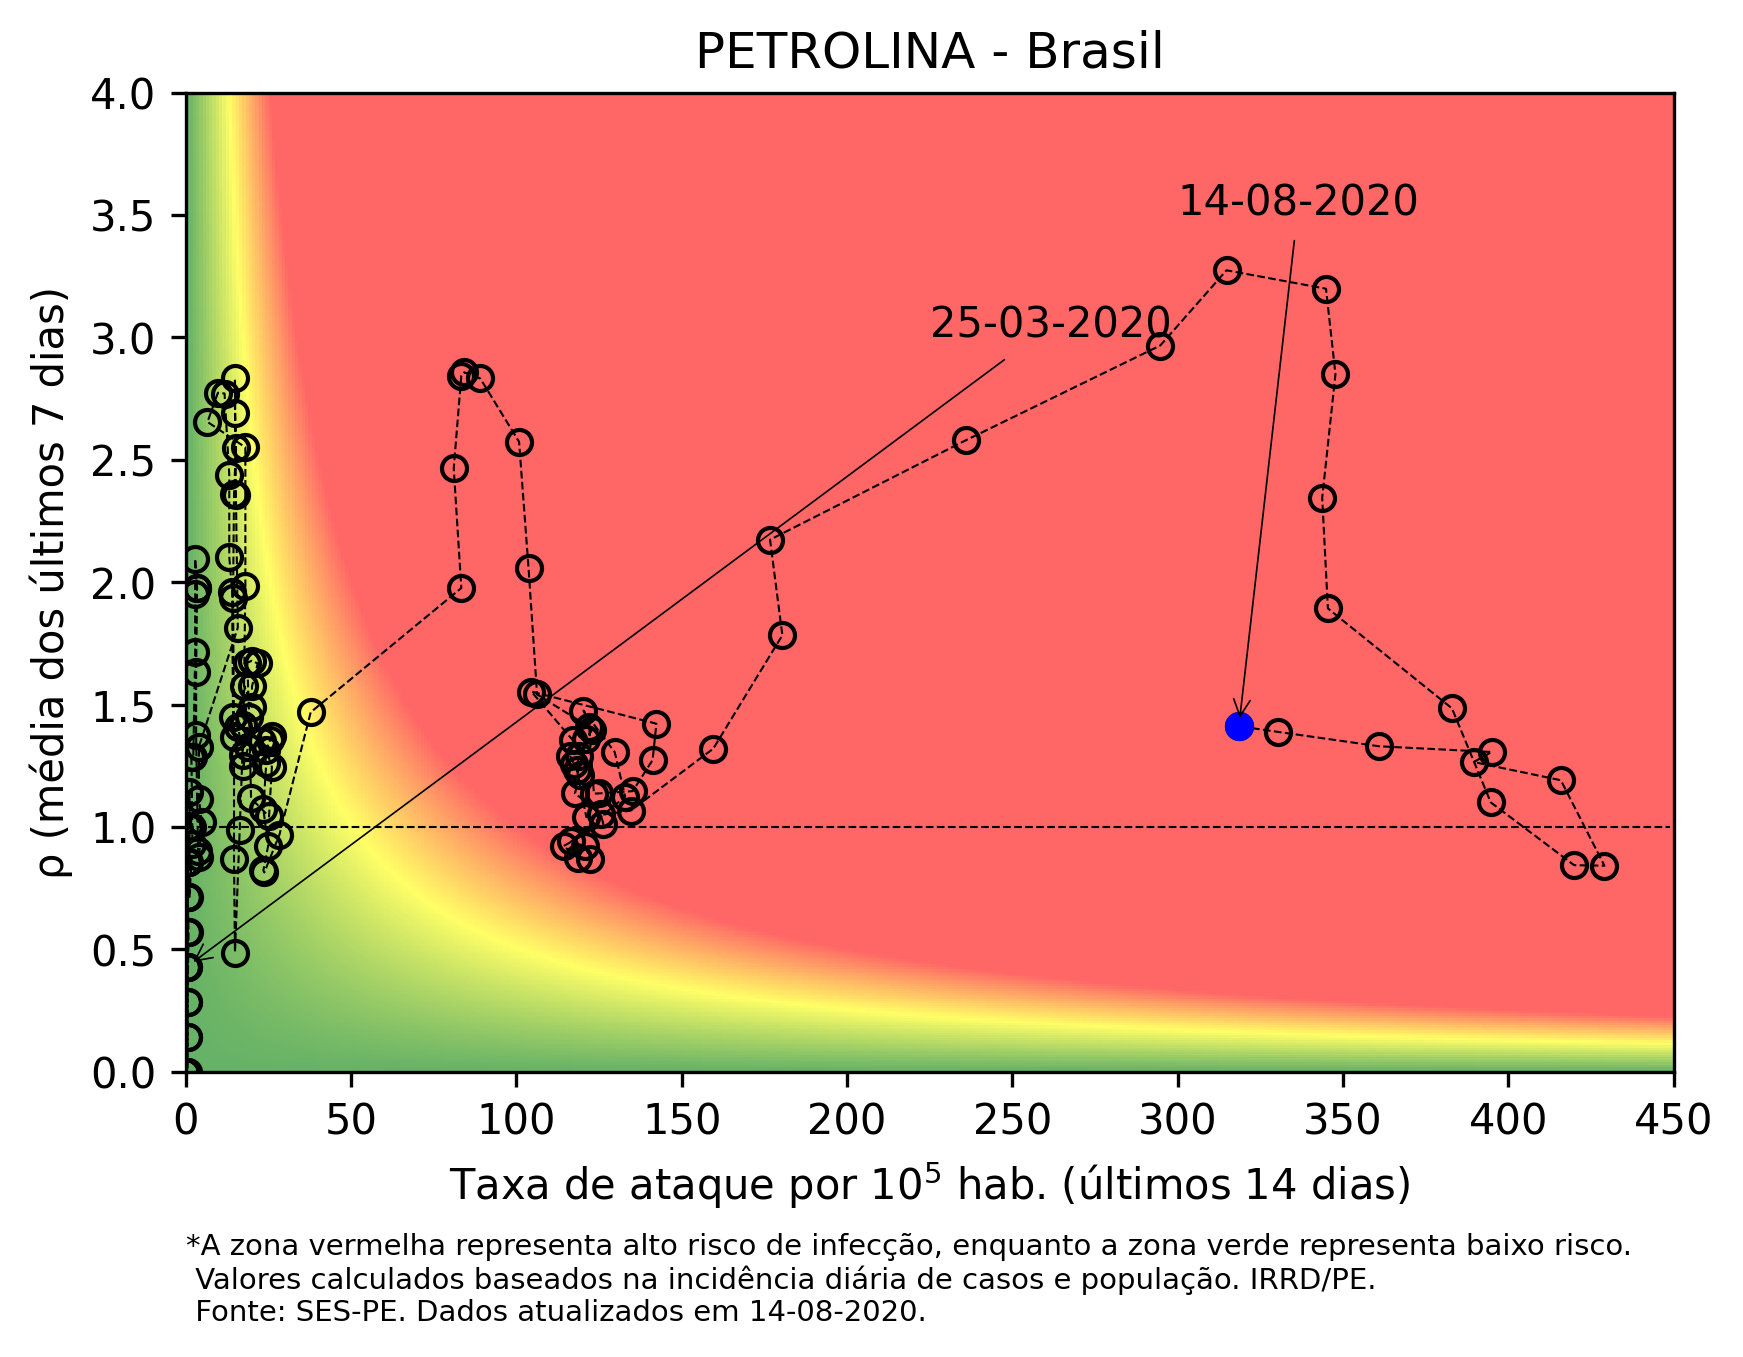 PETROLINA - Brasil
4.0
3.5
3.0
2.5
2.0
1.5
1.0
0.5
0.0
ρ (média dos últimos 7 dias)
14-08-2020
25-03-2020
0 50 100 150 200 250 300 350 400 450
Taxa de ataque por 10⁵ hab. (últimos 14 dias)
*A zona vermelha representa alto risco de infecção, enquanto a zona verde representa baixo risco.
Valores calculados baseados na incidência diária de casos e população. IRRD/PE.
Fonte: SES-PE. Dados atualizados em 14-08-2020.